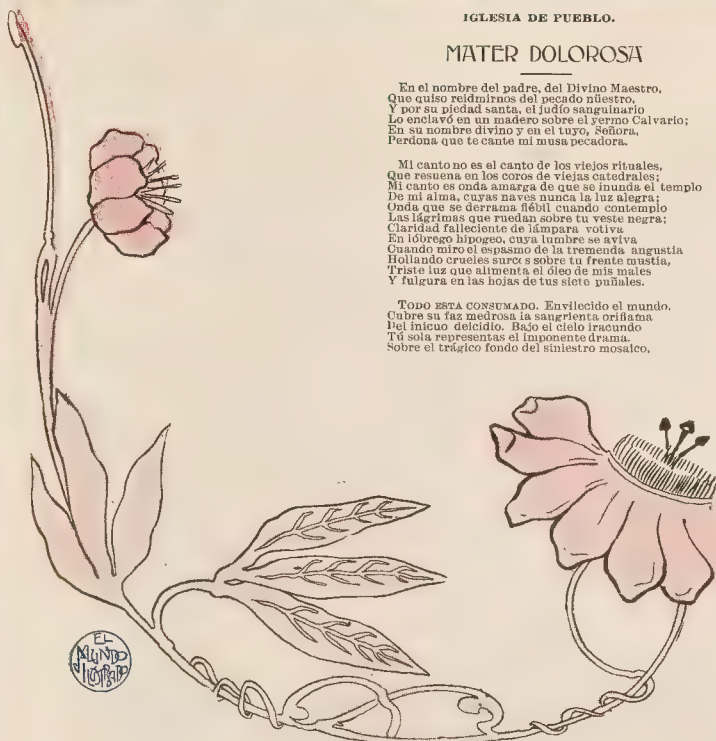 IGLESIA DE PUEBLO.
MATER DOLOROSA
En el nombre del padre, del Divino Maestro,
Que quiso reidmirnos del pecado nüestro,
Y por su piedad santa, el judío sanguinario
Lo enclavó en un madero sobre el yermo Calvario;
En su nombre divino y en el tuyo, Señora,
Perdona que te cante mi musa pecadora.
Mi canto no es el canto de los viejos rituales,
Que resuena en los coros de viejas catedrales;
Mi canto es onda amarga de que se inunda el templo
De mi alma, cuyas naves nunca la luz alegra;
Onda que se derrama flébil cuando contemplo
Las lágrimas que ruedan sobre tu veste negra;
Claridad falleciente de lámpara votiva
En lóbrego hipogeo, cuya lumbre se aviva
Cuando miro el espasmo de la tremenda angustia
Hollando crueles surcos sobre tu frente mustia,
Triste luz que alimenta el óleo de mis males
Y fulgura en las hojas de tus siete puñales.
TODO ESTA CONSUMADO. Envilecido el mundo,
Cubre su faz medrosa la sangrienta oriflama
Del inicuo deicidio. Bajo el cielo iracundo
Tú sola representas el imponente drama.
Sobre el trágico fondo del siniestro mosaico,
EL
MUNDO
ILUSTRADO